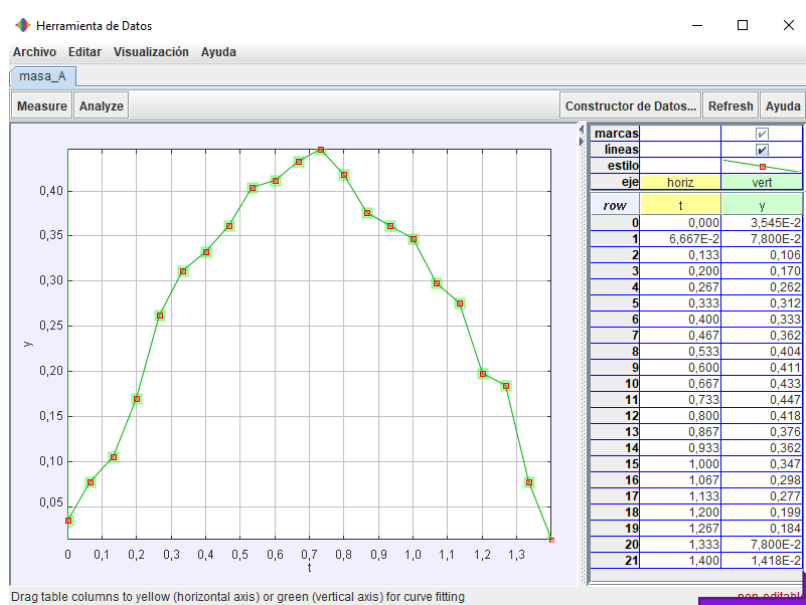 Herramienta de Datos
Archivo Editar Visualización Ayuda
masa_A
Measure Analyze Constructor de Datos... Refresh Ayuda
0,40
0,35
0,30
0,25
0,20
0,15
0,10
0,05
y
0 0,1 0,2 0,3 0,4 0,5 0,6 0,7 0,8 0,9 1,0 1,1 1,2 1,3
t
marcas
líneas
estilo
eje horiz vert
row t y
0 0,000 3,545E-2
1 6,667E-2 7,800E-2
2 0,133 0,106
3 0,200 0,170
4 0,267 0,262
5 0,333 0,312
6 0,400 0,333
7 0,467 0,362
8 0,533 0,404
9 0,600 0,411
10 0,667 0,433
11 0,733 0,447
12 0,800 0,418
13 0,867 0,376
14 0,933 0,362
15 1,000 0,347
16 1,067 0,298
17 1,133 0,277
18 1,200 0,199
19 1,267 0,184
20 1,333 7,800E-2
21 1,400 1,418E-2
Drag table columns to yellow (horizontal axis) or green (vertical axis) for curve fitting
non-editable